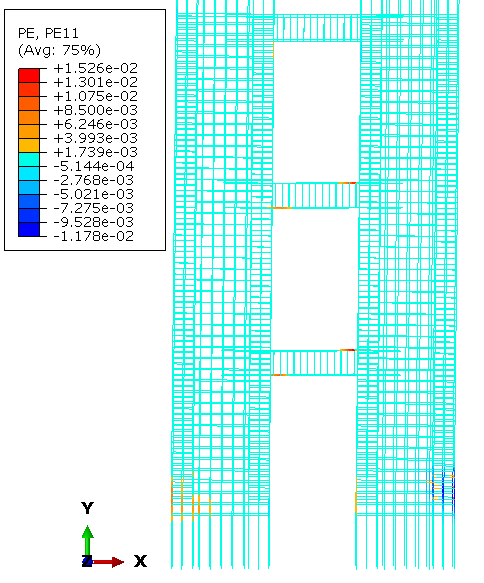 PE, PE11
(Avg: 75%)
+1.526e-02
+1.301e-02
+1.075e-02
+8.500e-03
+6.246e-03
+3.993e-03
+1.739e-03
-5.144e-04
-2.768e-03
-5.021e-03
-7.275e-03
-9.528e-03
-1.178e-02
Y
Z X